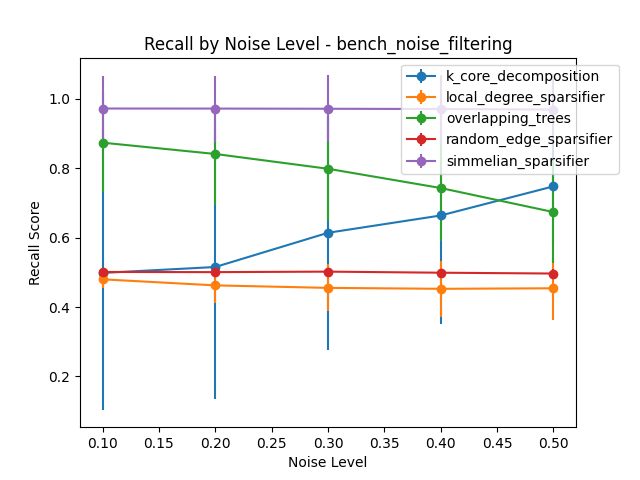 Recall by Noise Level - bench_noise_filtering
k_core_decomposition
local_degree_sparsifier
overlapping_trees
random_edge_sparsifier
simmelian_sparsifier
Recall Score
1.0
0.8
0.6
0.4
0.2
0.10 0.15 0.20 0.25 0.30 0.35 0.40 0.45 0.50
Noise Level